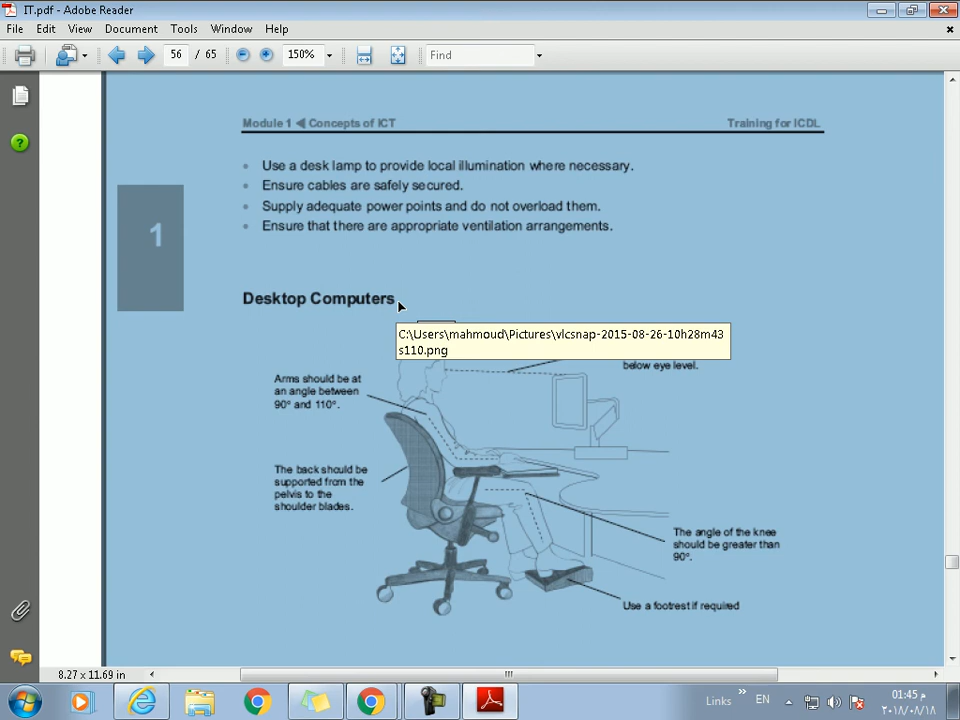 IT.pdf - Adobe Reader
File Edit View Document Tools Window Help
56 / 65 150% Find
Module 1 Concepts of ICT Training for ICDL
Use a desk lamp to provide local illumination where necessary.
Ensure cables are safely secured.
Supply adequate power points and do not overload them.
Ensure that there are appropriate ventilation arrangements.
1
Desktop Computers
C:\Users\mahmoud\Pictures\vlcsnap-2015-08-26-10h28m43
s110.png
below eye level.
Arms should be at
an angle between
90° and 110°.
The back should be
supported from the
pelvis to the
shoulder blades.
The angle of the knee
should be greater than
90°.
Use a footrest if required
8.27 x 11.69 in
Links EN 01:45 م
٢٠١٨/٠٨/١٨